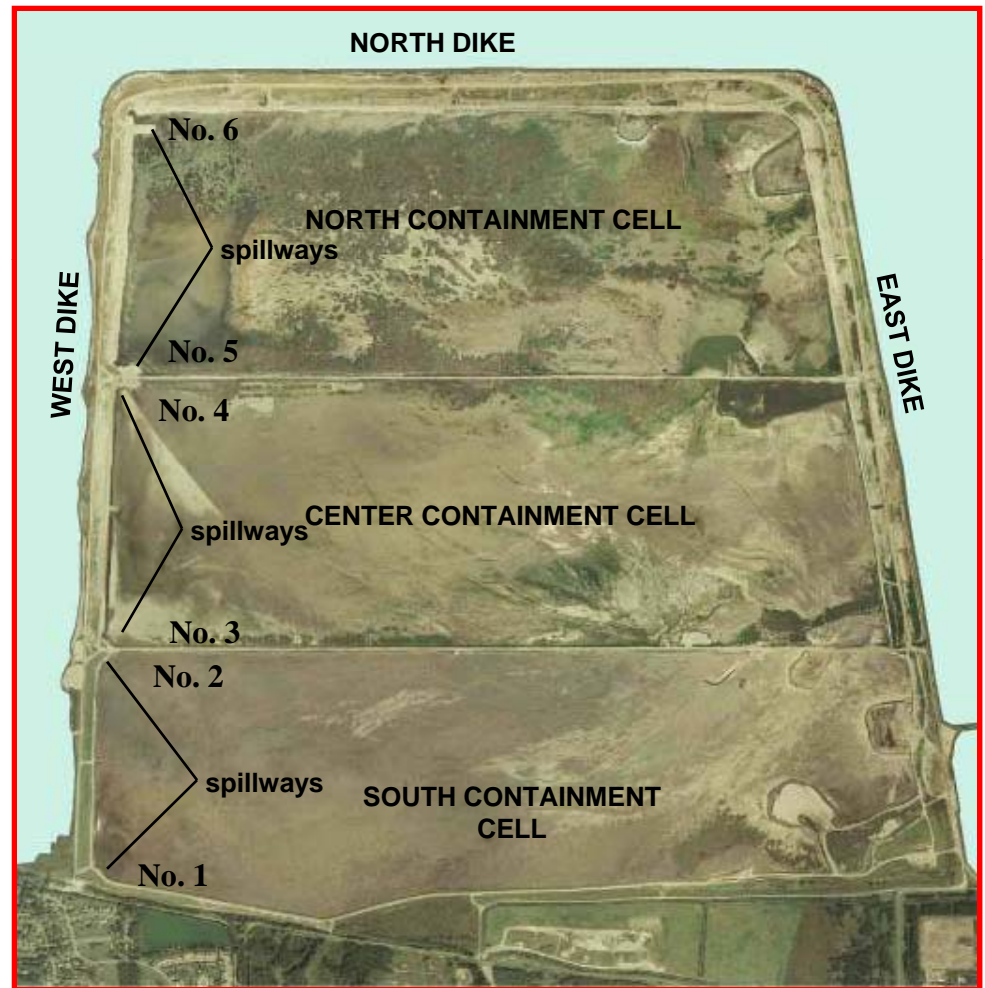 NORTH DIKE
No. 6
NORTH CONTAINMENT CELL
spillways
WEST DIKE
EAST DIKE
No. 5
No. 4
CENTER CONTAINMENT CELL
spillways
No. 3
No. 2
spillways
SOUTH CONTAINMENT
CELL
No. 1